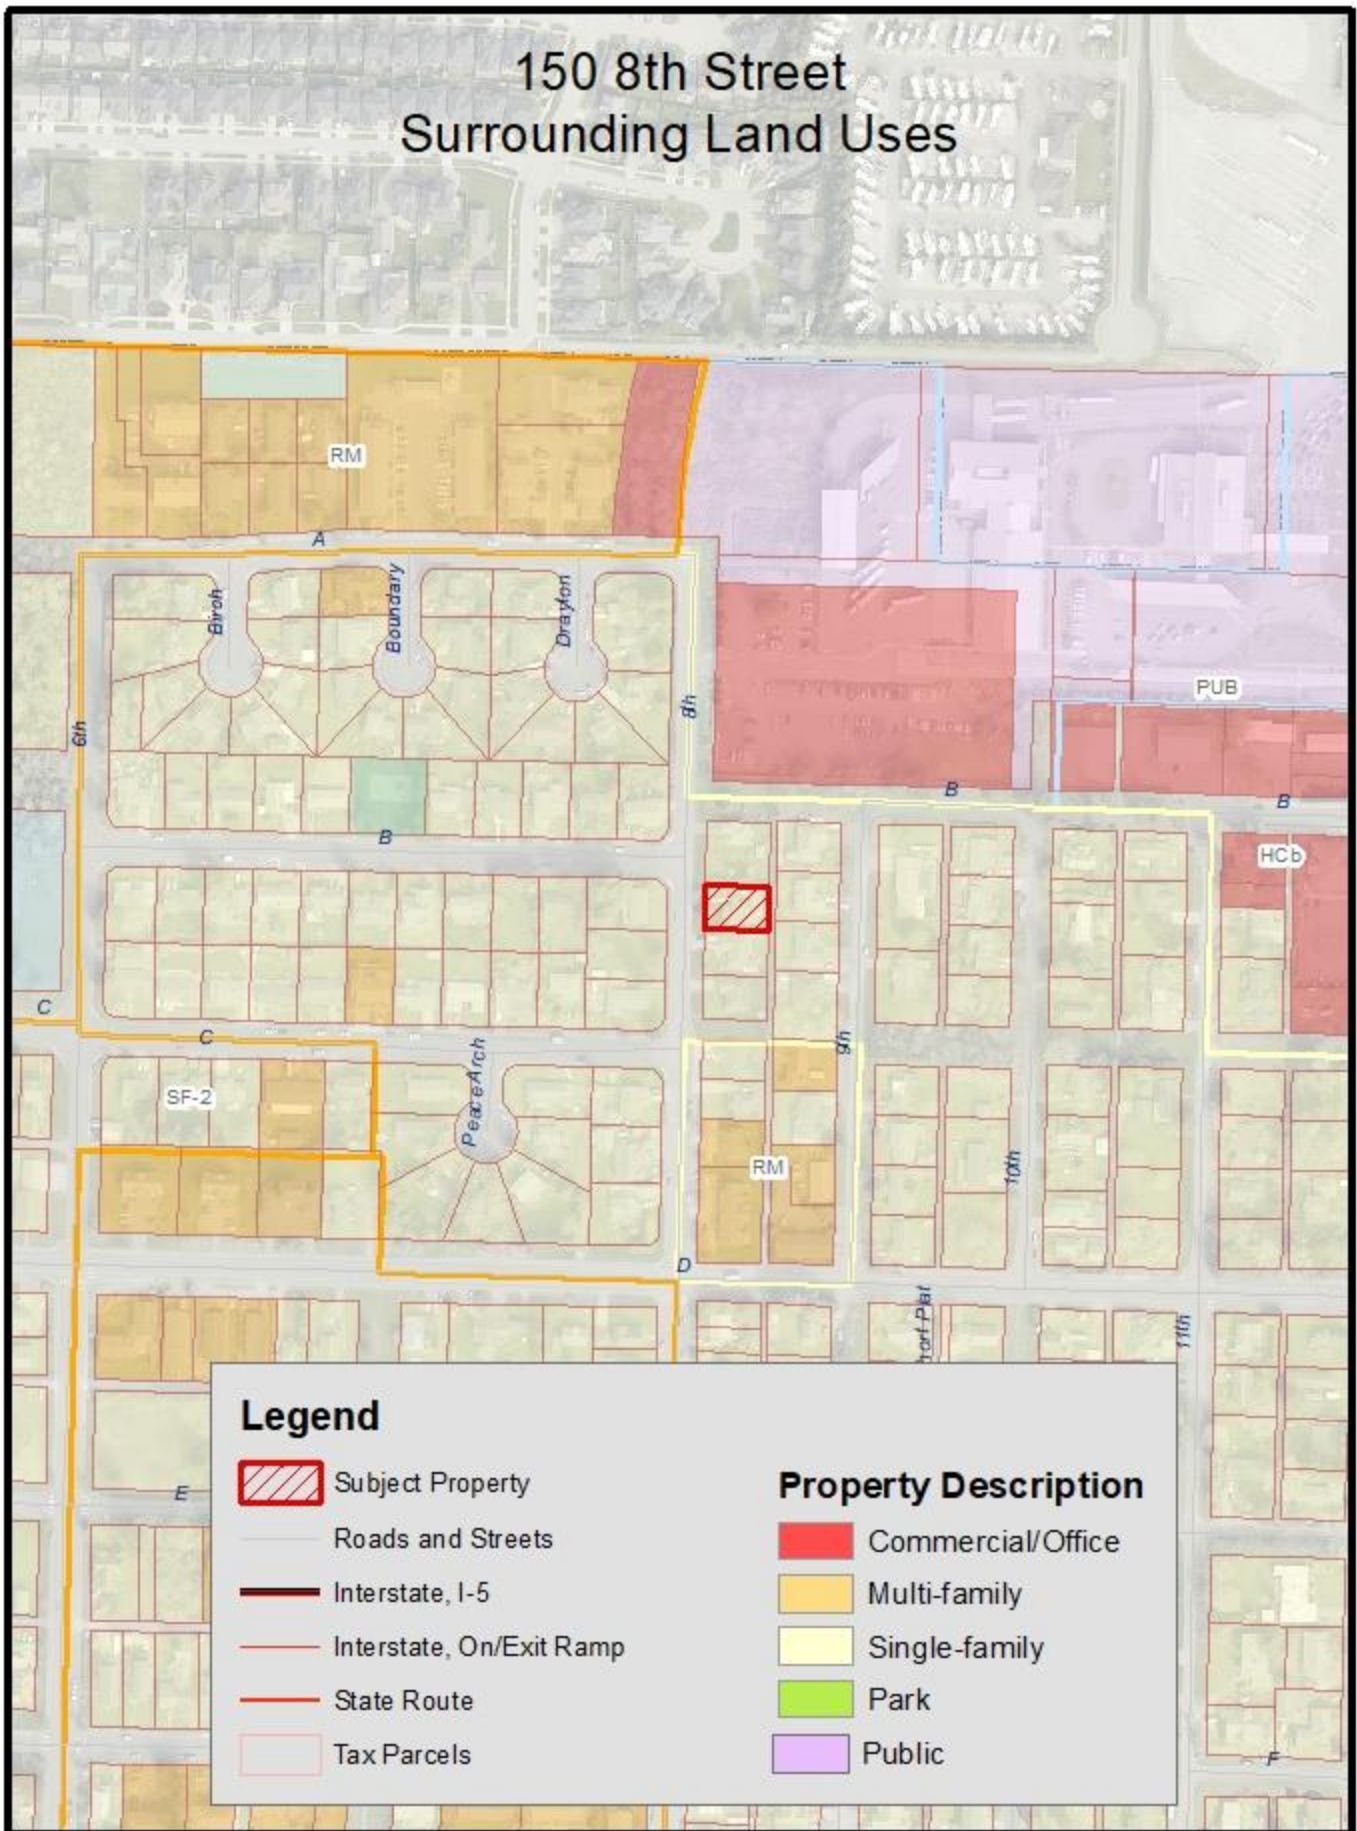 150 8th Street
Surrounding Land Uses
RM
A
Birch
Boundary
Drayton
6th
8th
PUB
B
B
B
HCb
C
C
9th
Peace Arch
SF-2
RM
10th
D
hort Plat
11th
E
F
Legend
Subject Property
Roads and Streets
Interstate, I-5
Interstate, On/Exit Ramp
State Route
Tax Parcels
Property Description
Commercial/Office
Multi-family
Single-family
Park
Public